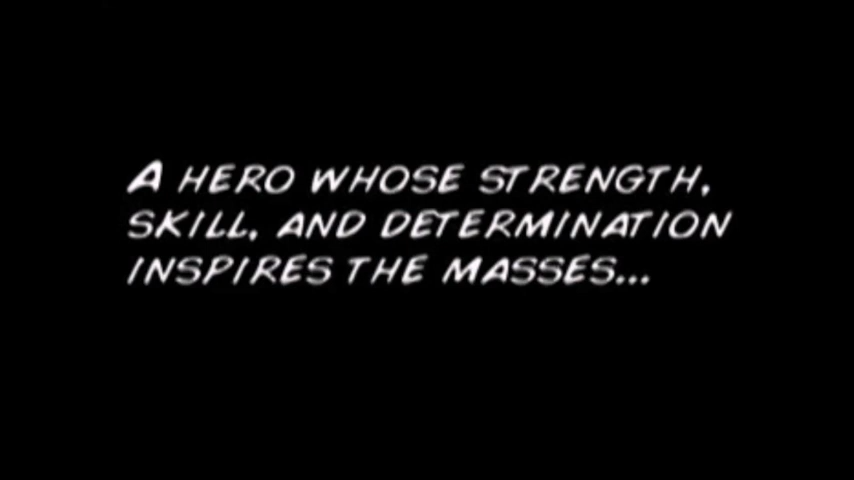 A HERO WHOSE STRENGTH,
SKILL, AND DETERMINATION
INSPIRES THE MASSES...